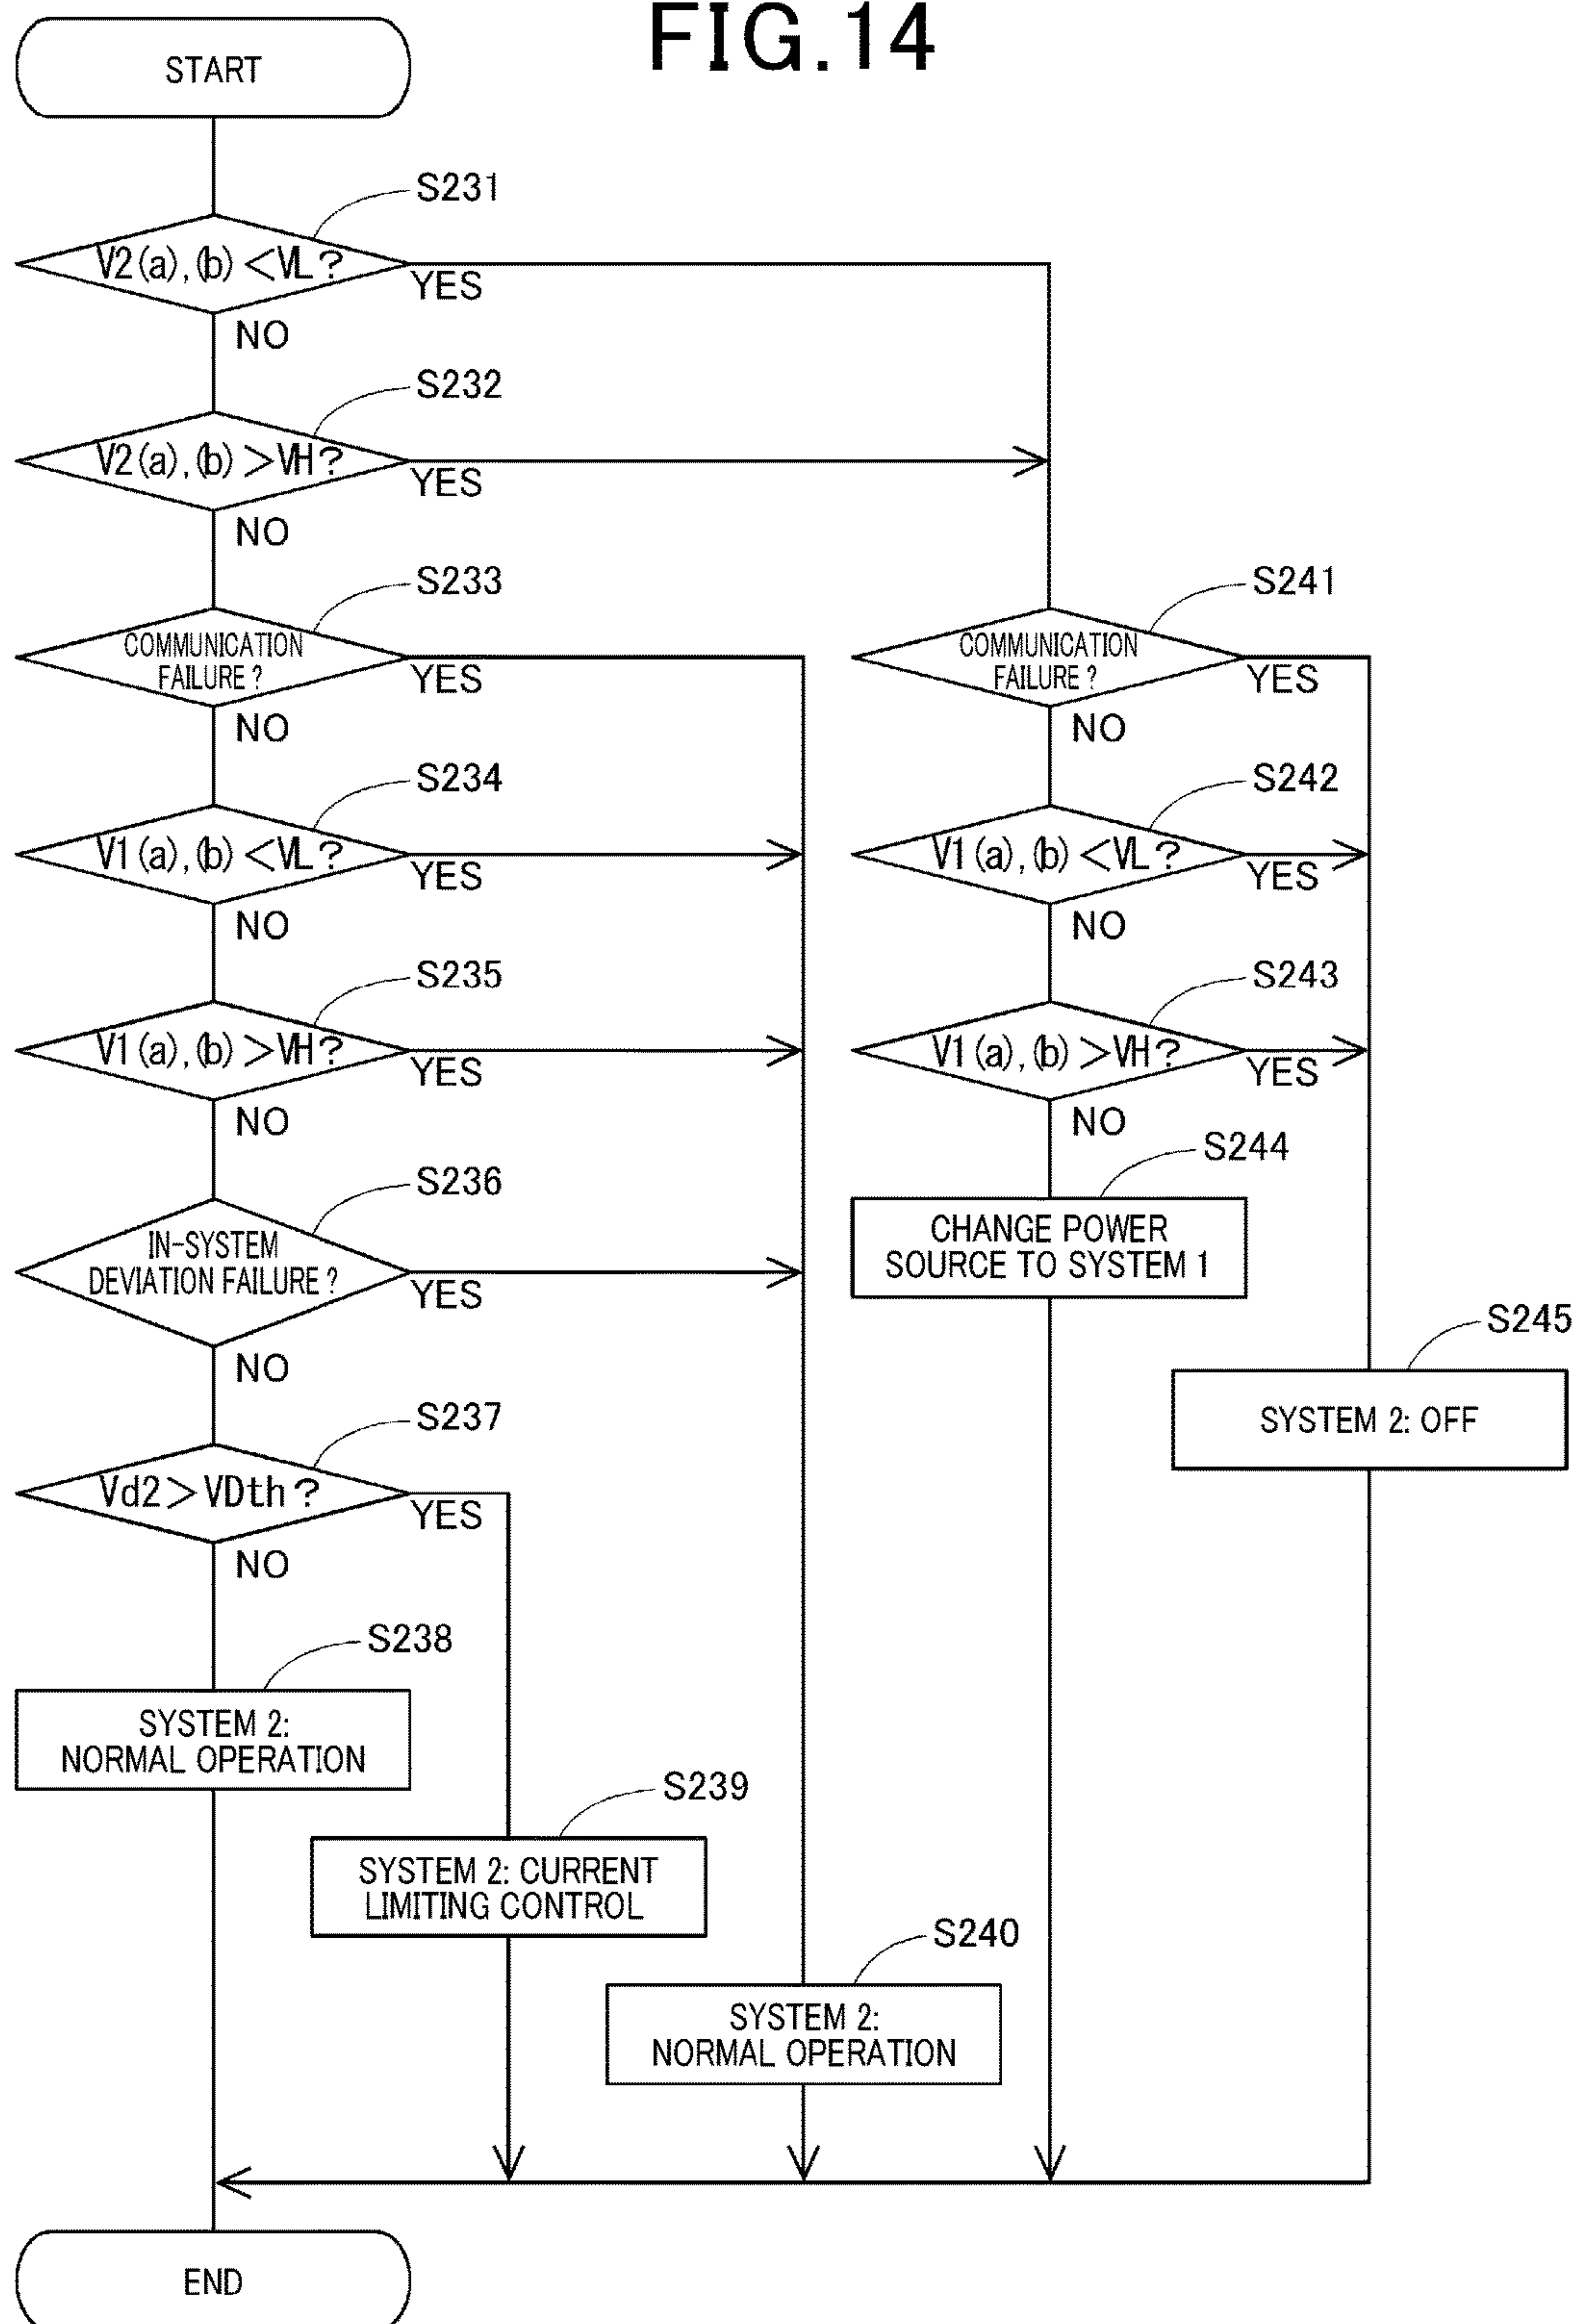 FIG.14
START
S231
V2(a),(b)<VL?
YES
NO
S232
V2(a),(b)>VH?
YES
NO
S233
COMMUNICATION
FAILURE?
YES
NO
S241
COMMUNICATION
FAILURE?
YES
NO
S234
V1(a),(b)<VL?
YES
NO
S242
V1(a),(b)<VL?
YES
NO
S235
V1(a),(b)>VH?
YES
NO
S243
V1(a),(b)>VH?
YES
NO
S236
IN-SYSTEM
DEVIATION FAILURE?
YES
NO
S244
CHANGE POWER
SOURCE TO SYSTEM 1
S245
SYSTEM 2: OFF
S237
Vd2>VDth?
YES
NO
S238
SYSTEM 2:
NORMAL OPERATION
S239
SYSTEM 2: CURRENT
LIMITING CONTROL
S240
SYSTEM 2:
NORMAL OPERATION
END